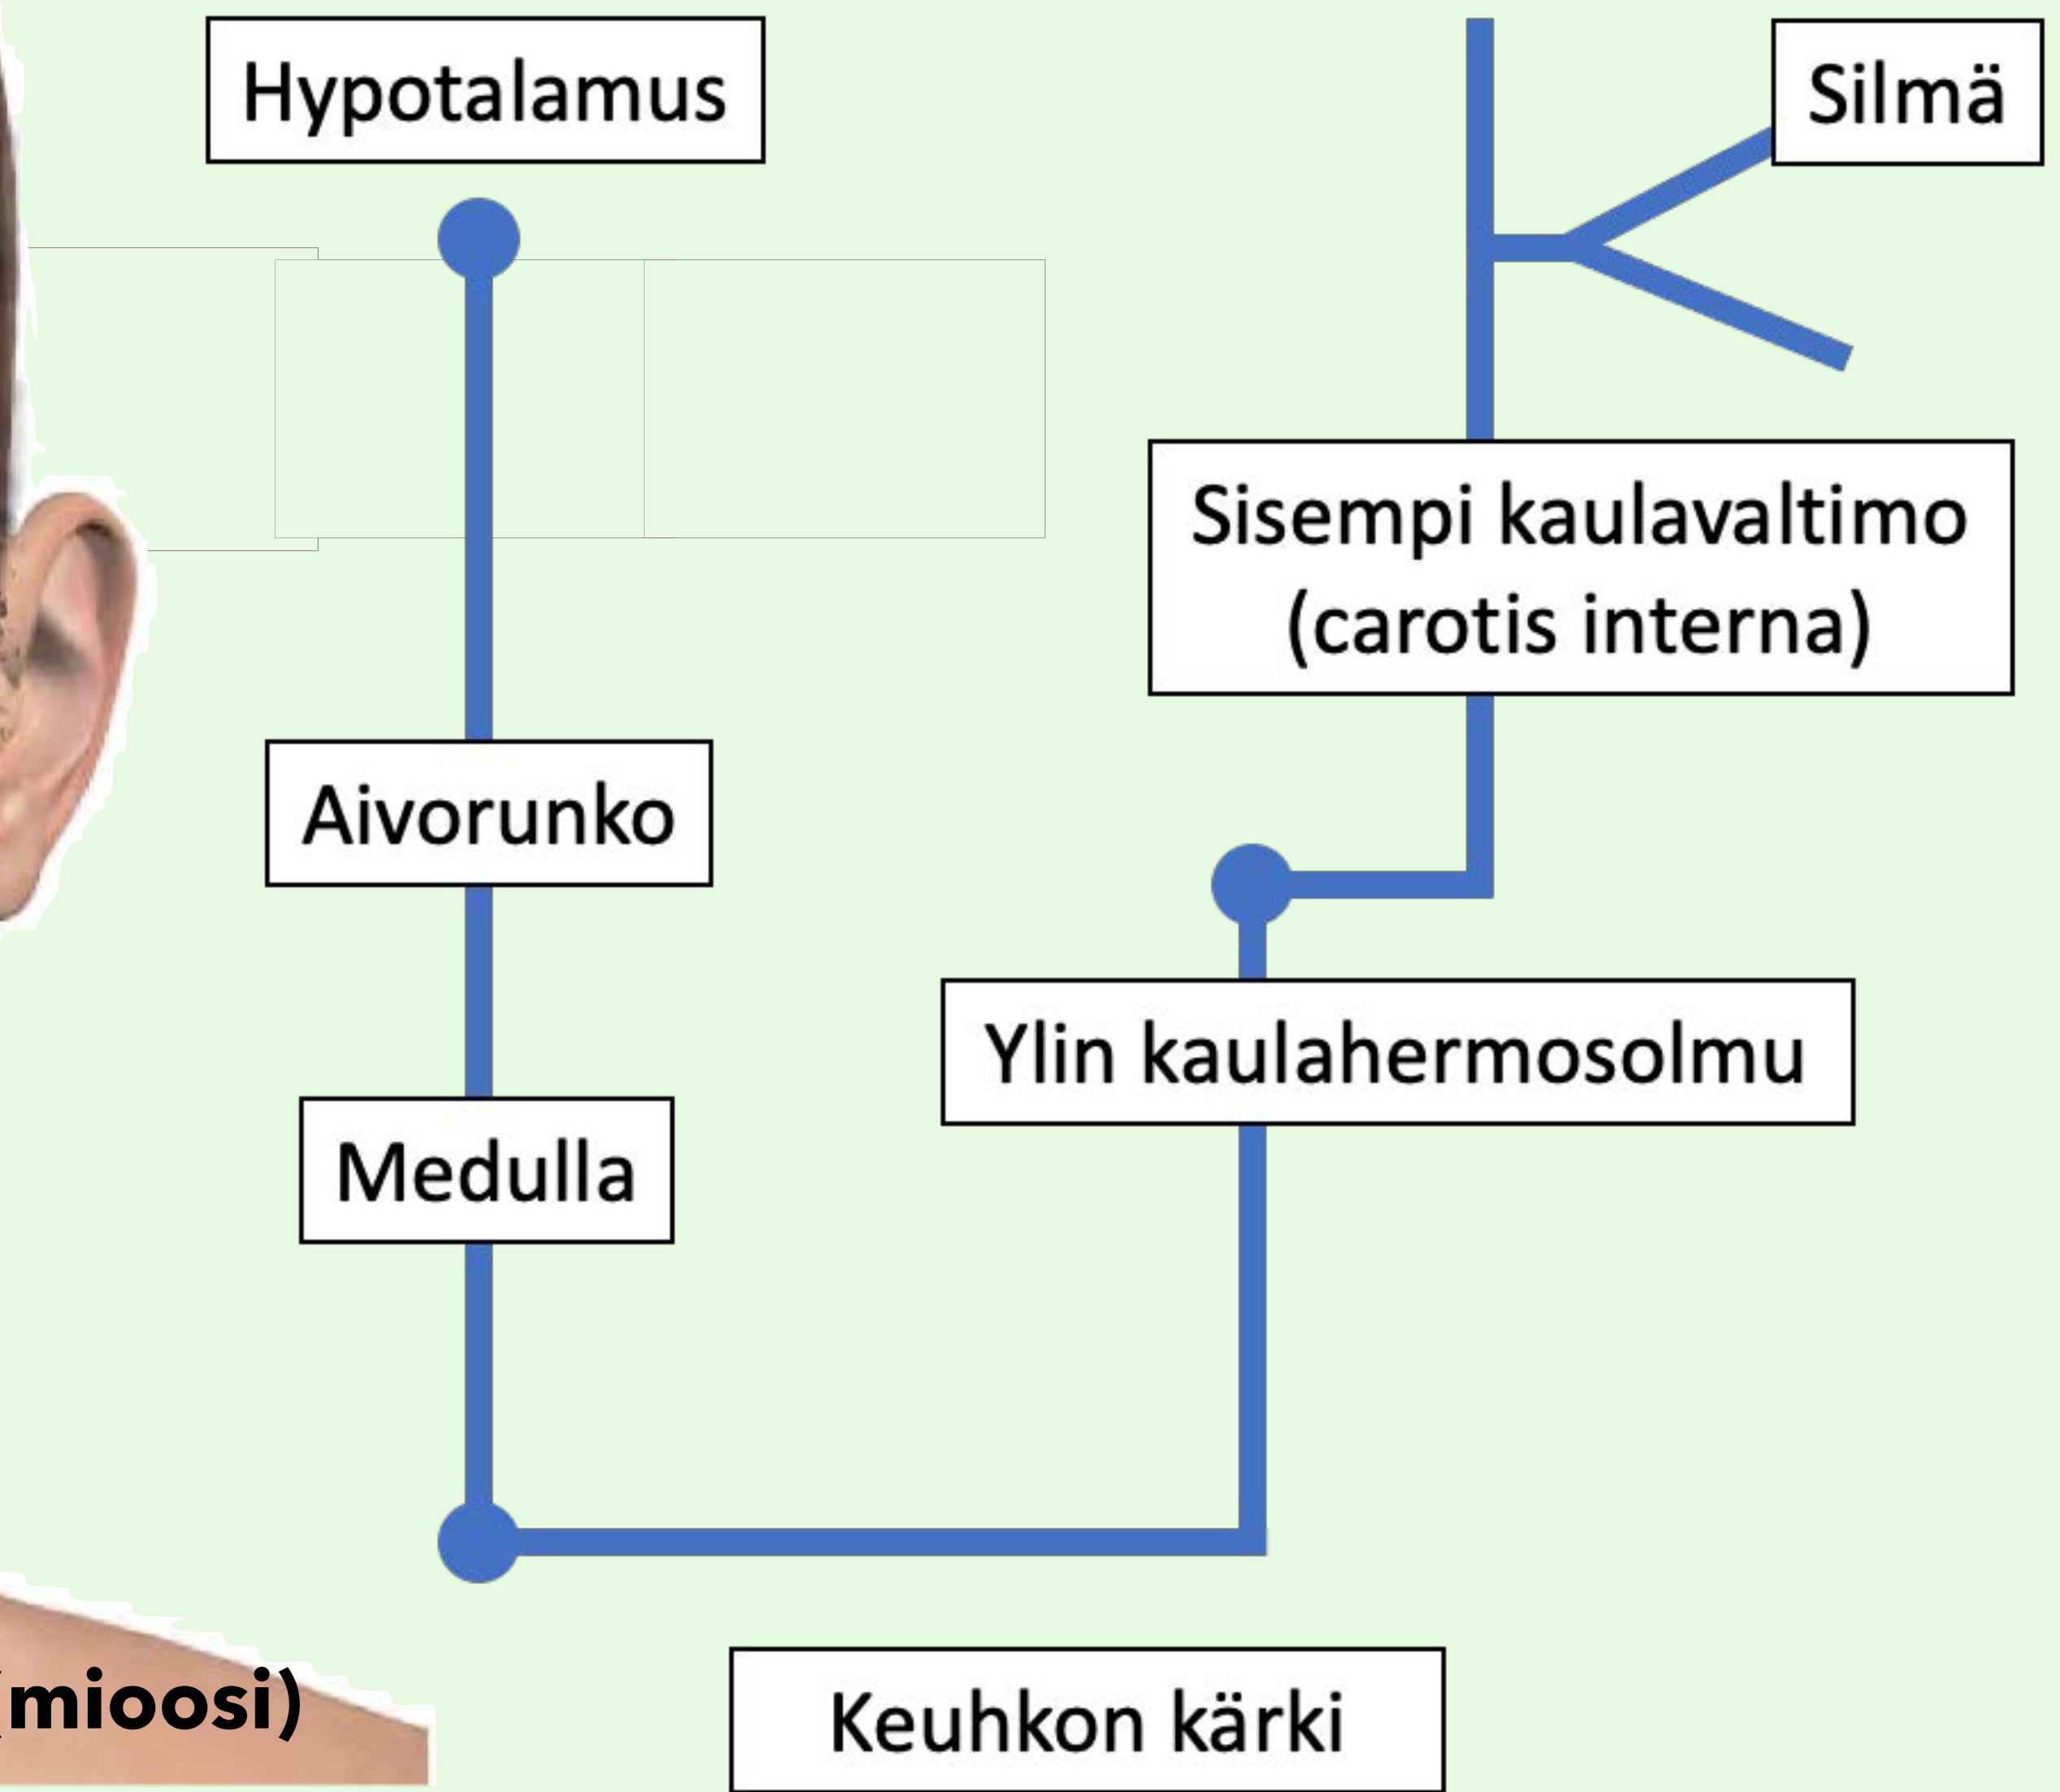 Hypotalamus
Silmä
Sisempi kaulavaltimo
(carotis interna)
Aivorunko
Ylin kaulahermosolmu
Medulla
(mioosi)
Keuhkon kärki